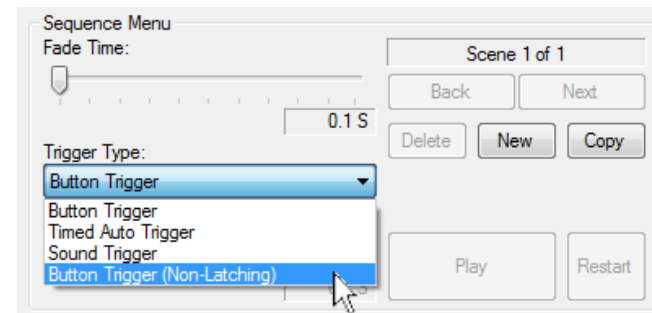 Sequence Menu
Fade Time:
Scene 1 of 1
Back
Next
0.1 S
Delete
New
Copy
Trigger Type:
Button Trigger
Button Trigger
Timed Auto Trigger
Sound Trigger
Button Trigger (Non-Latching)
Play
Restart